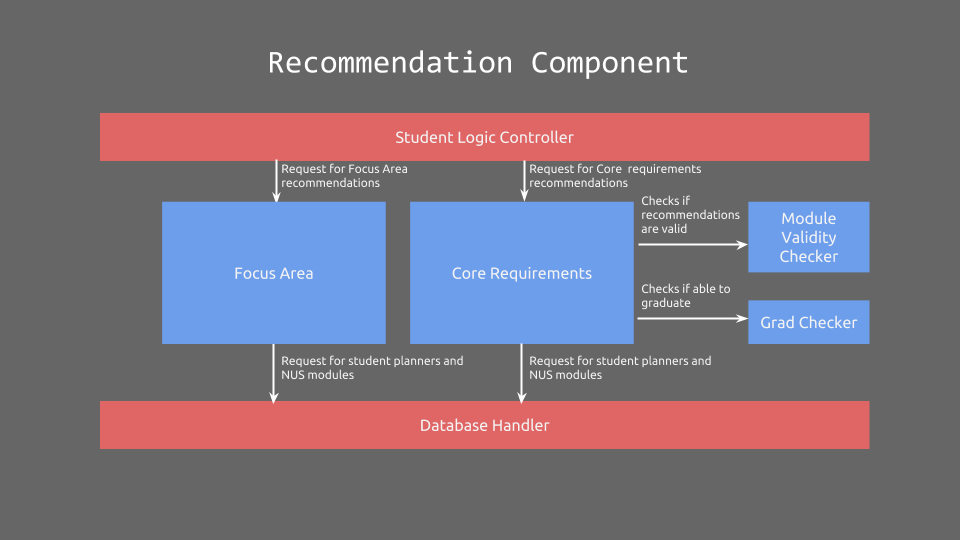 Recommendation Component
Student Logic Controller
Request for Focus Area
recommendations
Request for Core requirements
recommendations
Checks if
recommendations
are valid
Module
Validity
Checker
Focus Area
Core Requirements
Checks if able to
graduate
Grad Checker
Request for student planners and
NUS modules
Request for student planners and
NUS modules
Database Handler